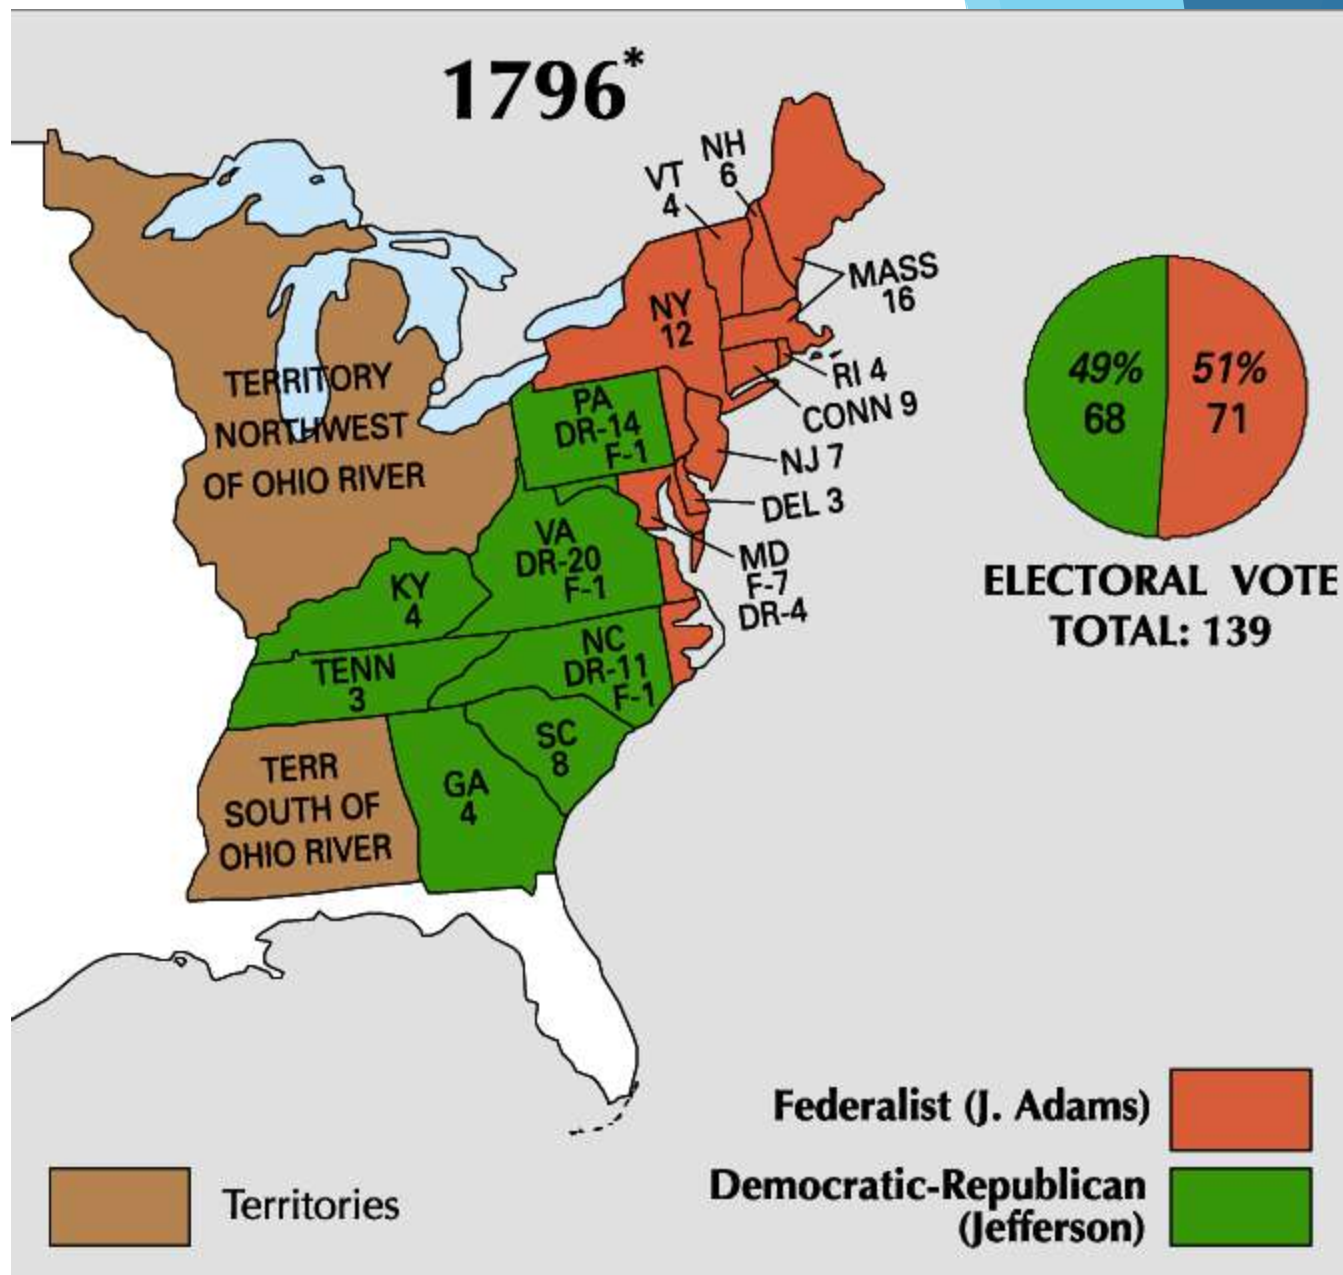 1796*
NH
6
VT
4
MASS
16
NY
12
RI 4
CONN 9
NJ 7
DEL 3
MD
F-7
DR-4
PA
DR-14
F-1
TERRITORY
NORTHWEST
OF OHIO RIVER
VA
DR-20
F-1
KY
4
NC
DR-11
F-1
TENN
3
SC
8
GA
4
TERR
SOUTH OF
OHIO RIVER
49%
68
51%
71
ELECTORAL VOTE
TOTAL: 139
Federalist (J. Adams)
Democratic-Republican
(Jefferson)
Territories